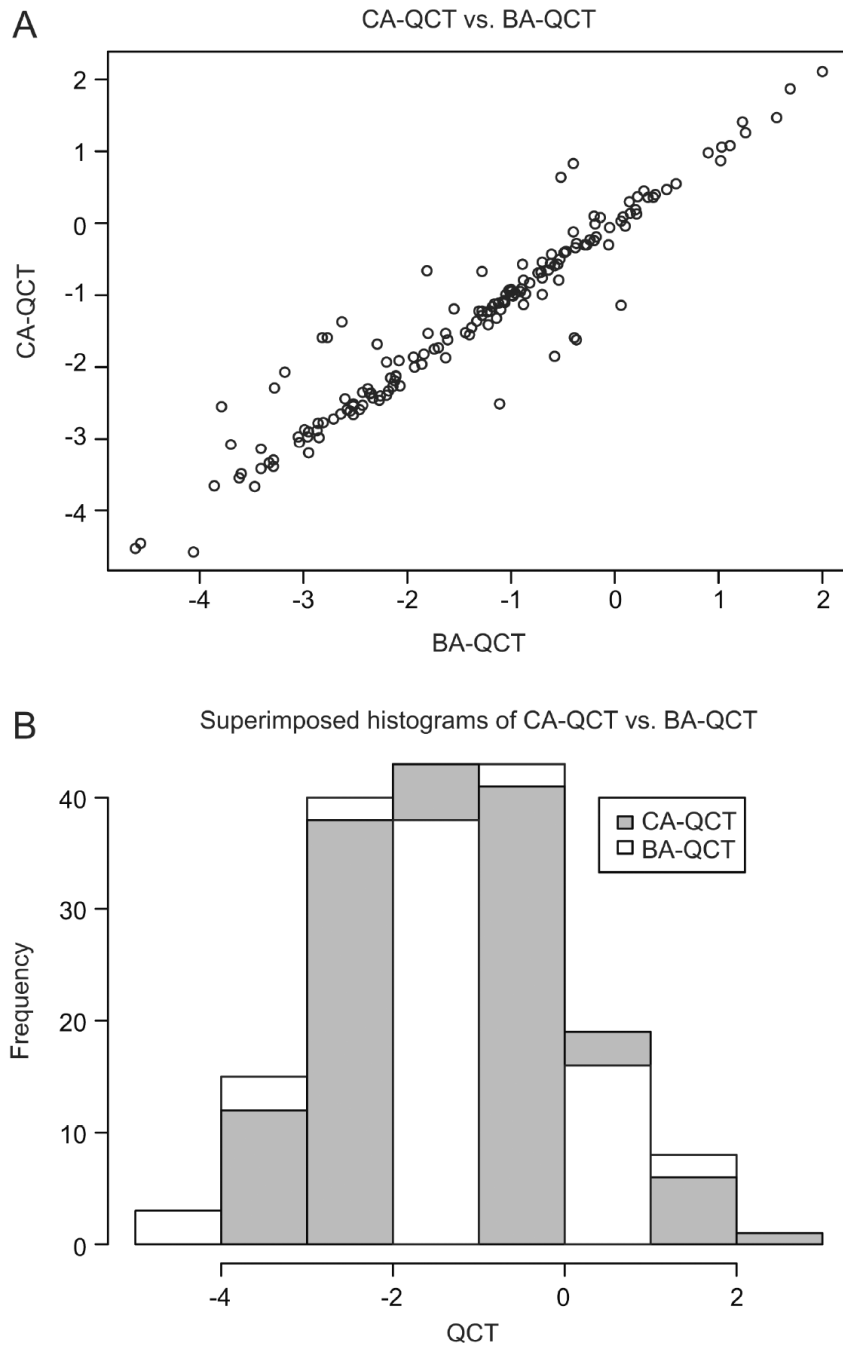 A
CA-QCT vs. BA-QCT
2
1
0
-1
-2
-3
-4
CA-QCT
-4 -3 -2 -1 0 1 2
BA-QCT
B
Superimposed histograms of CA-QCT vs. BA-QCT
40
30
20
10
0
Frequency
CA-QCT
BA-QCT
-4 -2 0 2
QCT